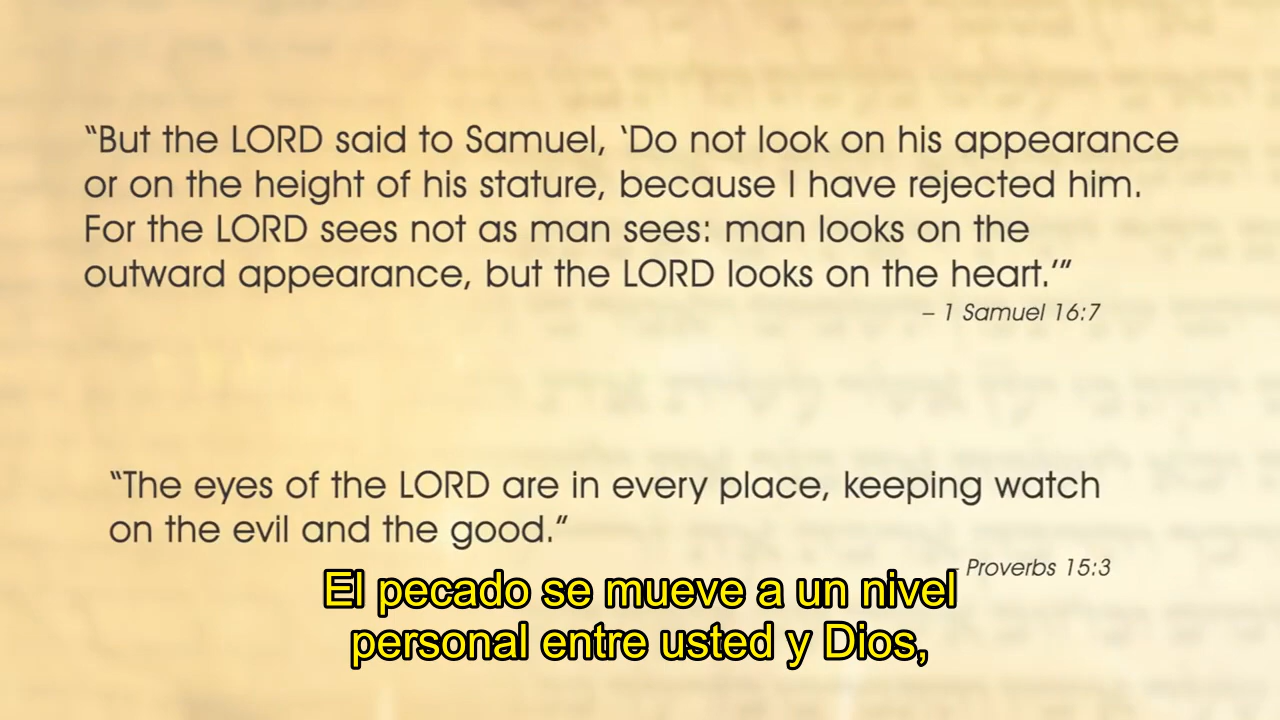 “But the LORD said to Samuel, ‘Do not look on his appearance
or on the height of his stature, because I have rejected him.
For the LORD sees not as man sees: man looks on the
outward appearance, but the LORD looks on the heart.’”
– 1 Samuel 16:7
“The eyes of the LORD are in every place, keeping watch
on the evil and the good.”
– Proverbs 15:3
El pecado se mueve a un nivel
personal entre usted y Dios,